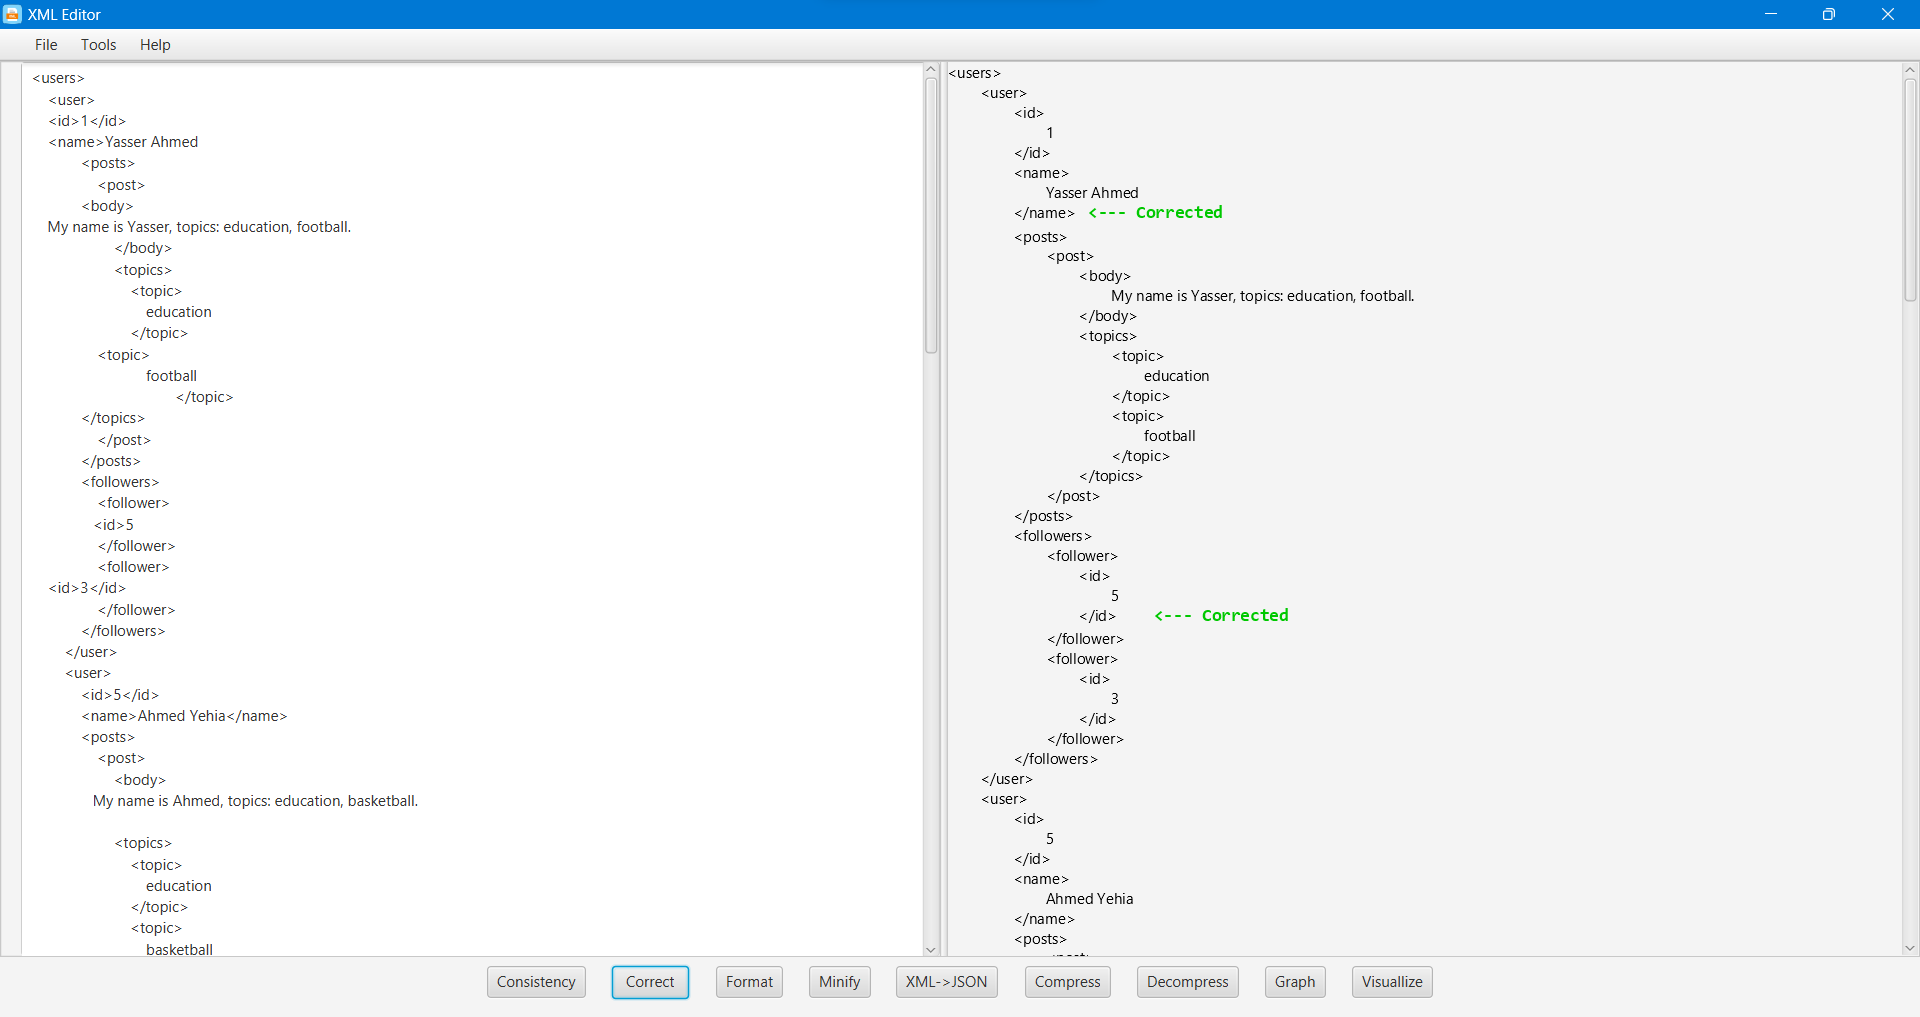 XML Editor
File Tools Help
<users>
<user>
<id>1</id>
<name>Yasser Ahmed
<posts>
<post>
<body>
My name is Yasser, topics: education, football.
</body>
<topics>
<topic>
education
</topic>
<topic>
football
</topic>
</topics>
</post>
</posts>
<followers>
<follower>
<id>5
</follower>
<follower>
<id>3</id>
</follower>
</followers>
</user>
<user>
<id>5</id>
<name>Ahmed Yehia</name>
<posts>
<post>
<body>
My name is Ahmed, topics: education, basketball.
<topics>
<topic>
education
</topic>
<topic>
basketball
<users>
<user>
<id>
1
</id>
<name>
Yasser Ahmed
</name> <--- Corrected
<posts>
<post>
<body>
My name is Yasser, topics: education, football.
</body>
<topics>
<topic>
education
</topic>
<topic>
football
</topic>
</topics>
</post>
</posts>
<followers>
<follower>
<id>
5
</id> <--- Corrected
</follower>
<follower>
<id>
3
</id>
</follower>
</followers>
</user>
<user>
<id>
5
</id>
<name>
Ahmed Yehia
</name>
<posts>
Consistency Correct Format Minify XML->JSON Compress Decompress Graph Visuallize